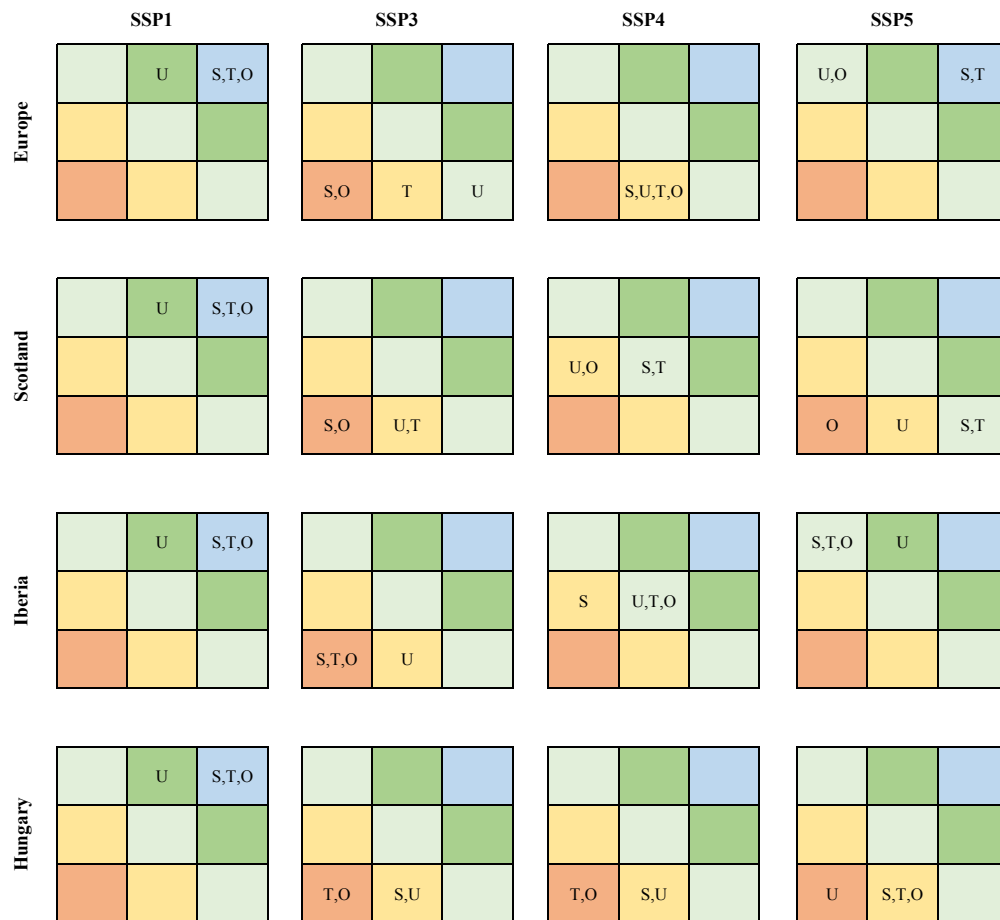 SSP1 SSP3 SSP4 SSP5
Europe
U S,T,O U,O S,T
S,O T U S,U,T,O
Scotland
U S,T,O
U,O S,T
S,O U,T O U S,T
Iberia
U S,T,O S,T,O U
S U,T,O
S,T,O U
Hungary
U S,T,O
T,O S,U T,O S,U U S,T,O